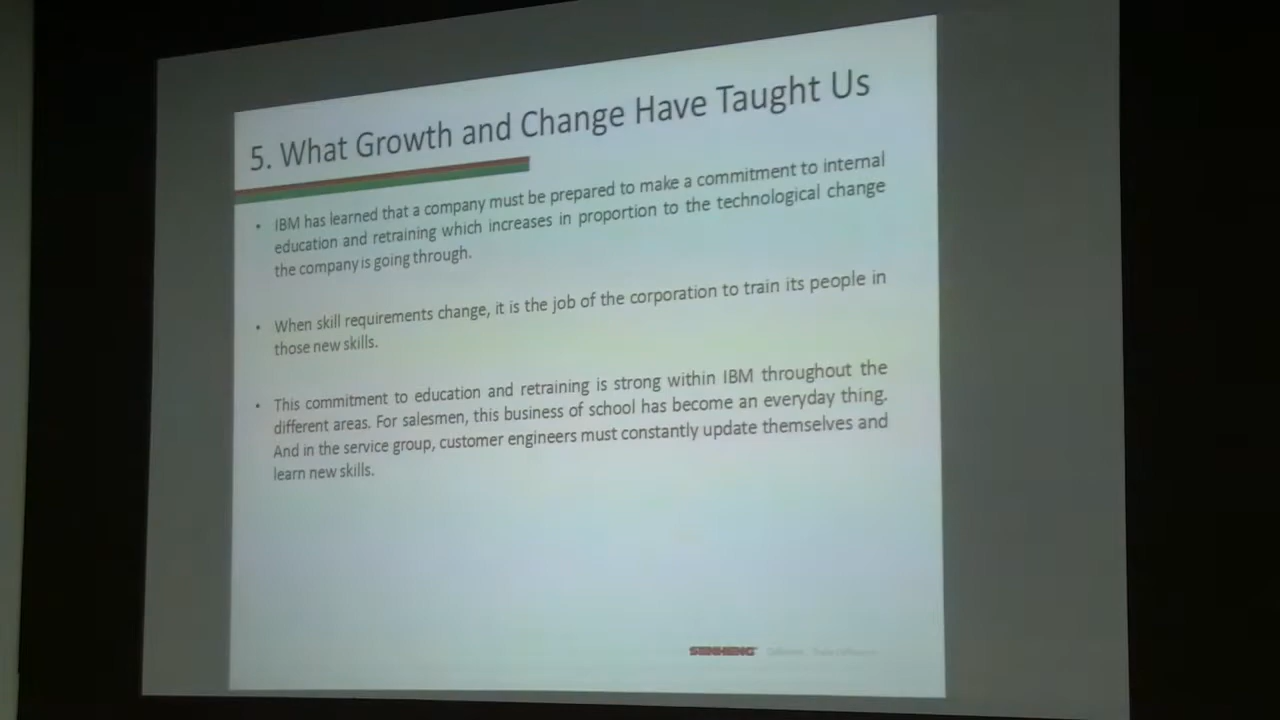 5. What Growth and Change Have Taught Us
• IBM has learned that a company must be prepared to make a commitment to internal
education and retraining which increases in proportion to the technological change
the company is going through.
• When skill requirements change, it is the job of the corporation to train its people in
those new skills.
• This commitment to education and retraining is strong within IBM throughout the
different areas. For salesmen, this business of school has become an everyday thing.
And in the service group, customer engineers must constantly update themselves and
learn new skills.
SENHENG